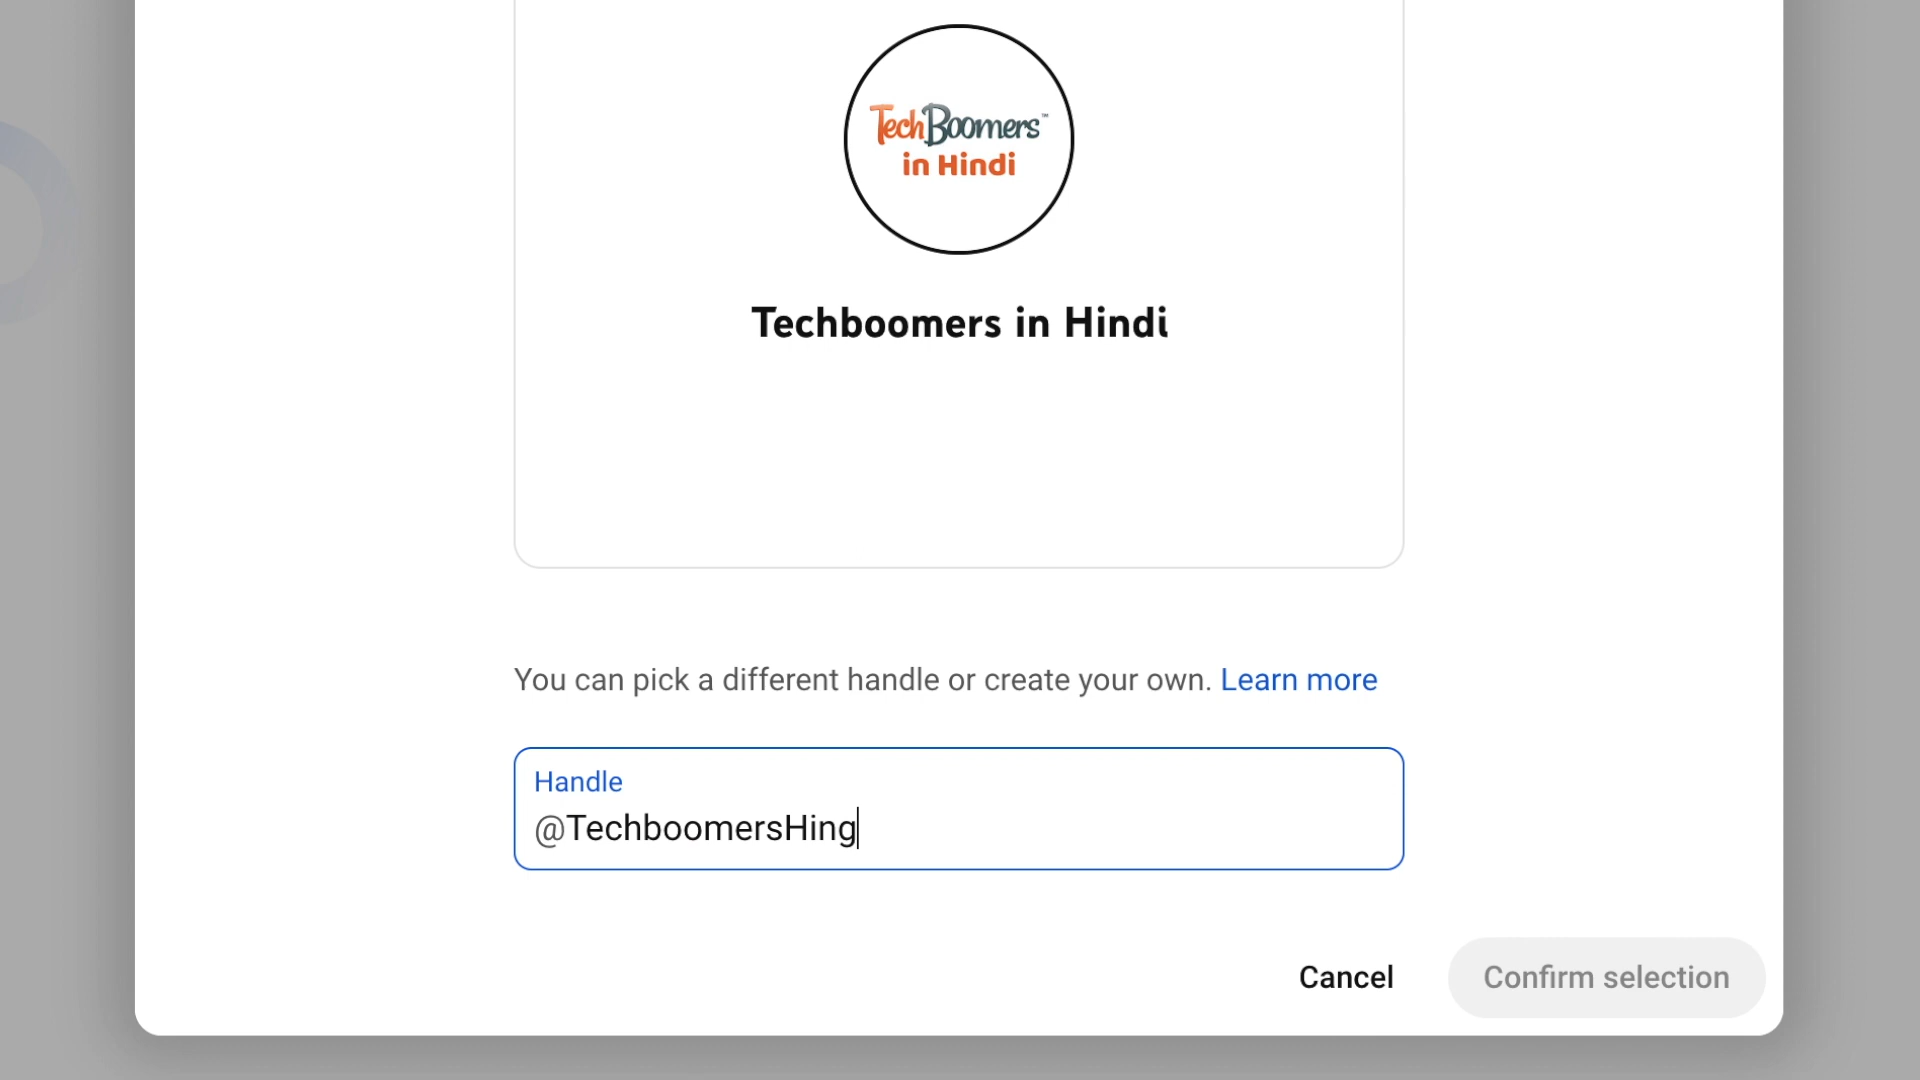 TechBoomers™
in Hindi
Techboomers in Hindi
You can pick a different handle or create your own. Learn more
Handle
@TechboomersHing
Cancel
Confirm selection